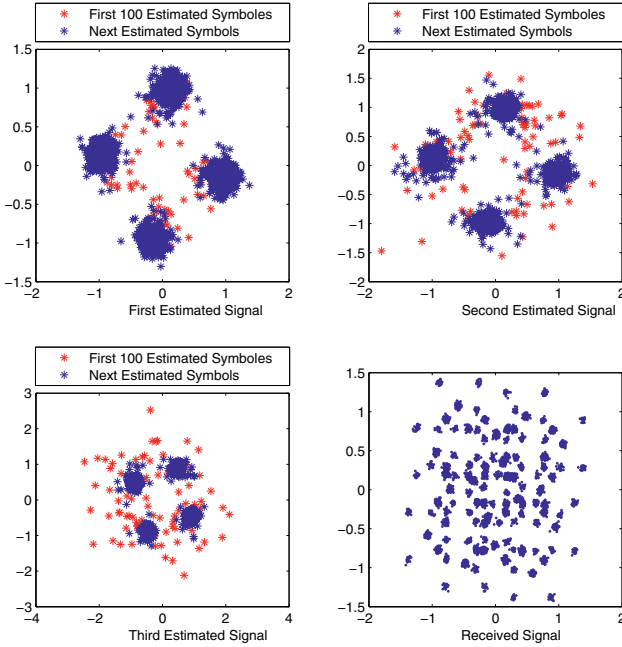 First 100 Estimated Symboles
Next Estimated Symbols
1.5
1
0.5
0
−0.5
−1
−1.5
−2 −1 0 1 2
First Estimated Signal
First 100 Estimated Symboles
Next Estimated Symbols
2
1.5
1
0.5
0
−0.5
−1
−1.5
−2
−2 −1 0 1 2
Second Estimated Signal
First 100 Estimated Symboles
Next Estimated Symbols
3
2
1
0
−1
−2
−3
−4 −2 0 2 4
Third Estimated Signal
1.5
1
0.5
0
−0.5
−1
−1.5
−2 −1 0 1 2
Received Signal